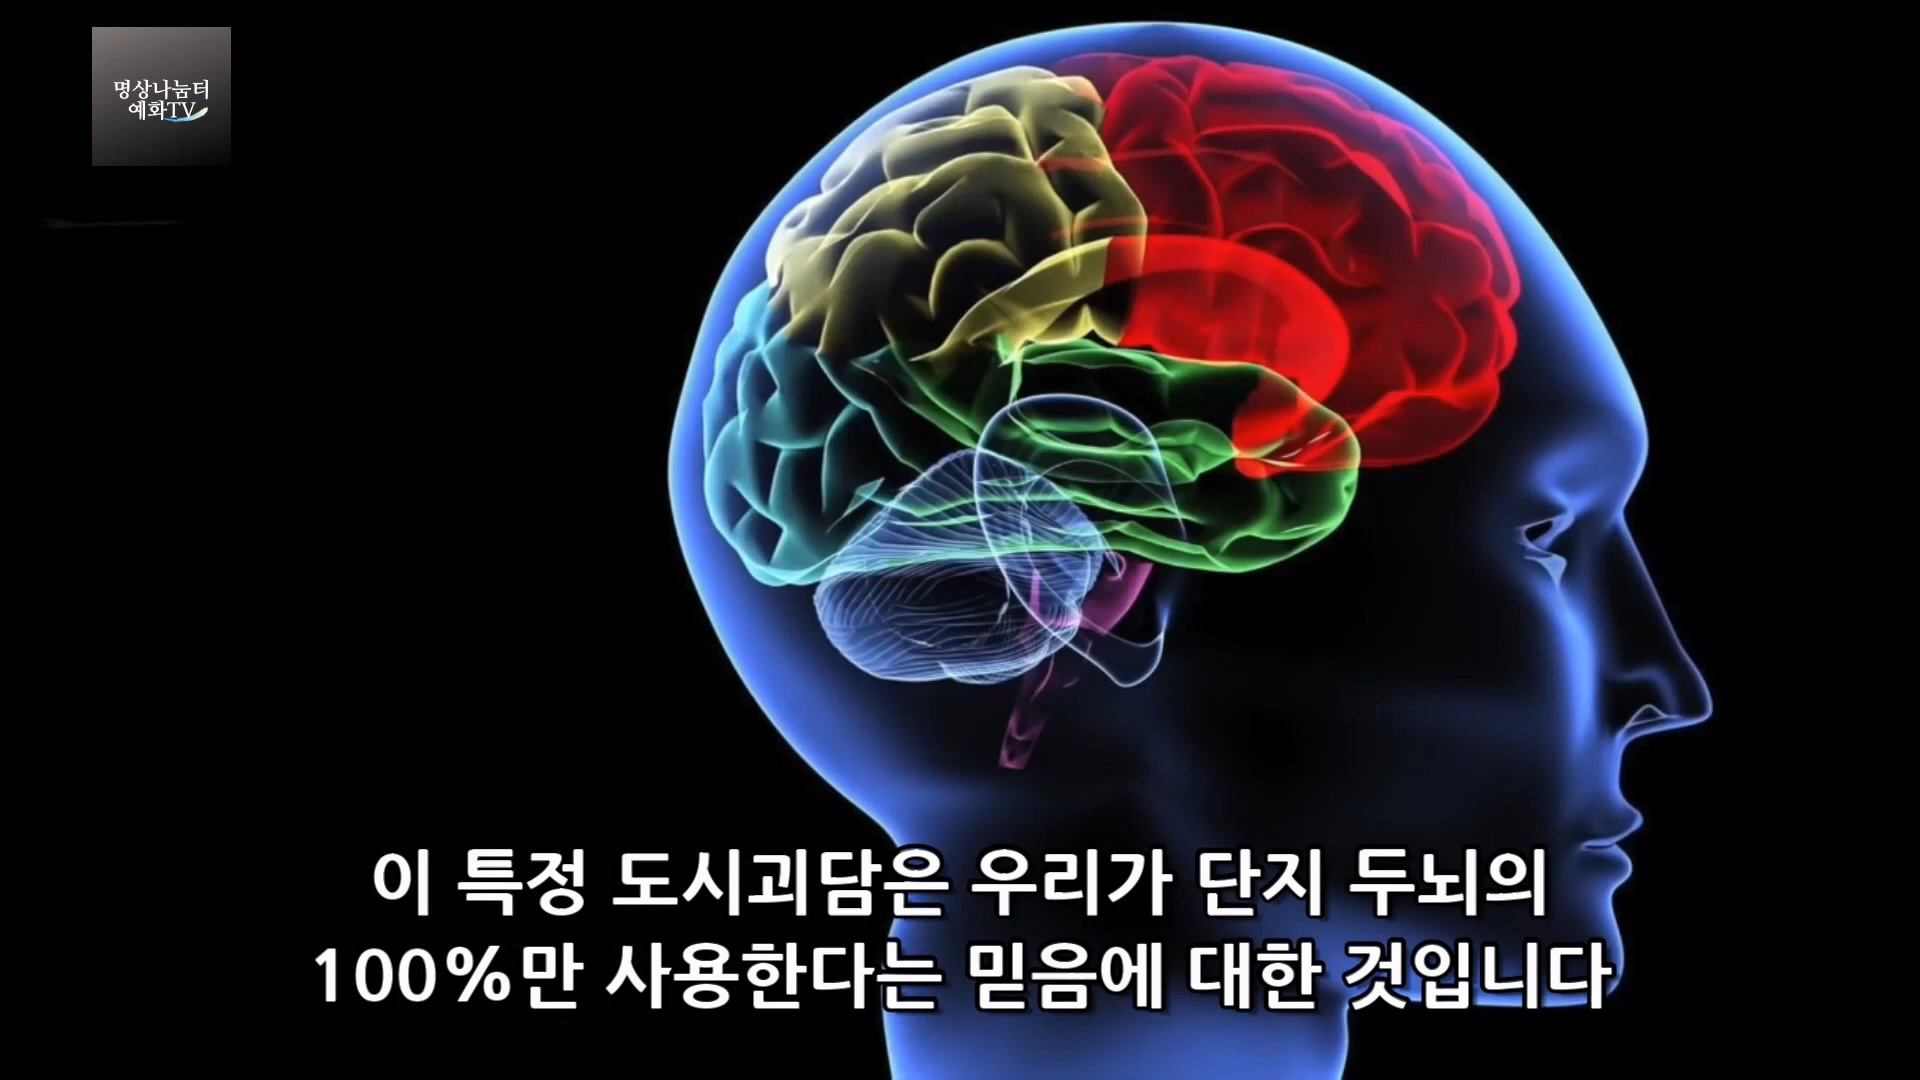 명상나눔터
예화TV
이 특정 도시괴담은 우리가 단지 두뇌의
100%만 사용한다는 믿음에 대한 것입니다